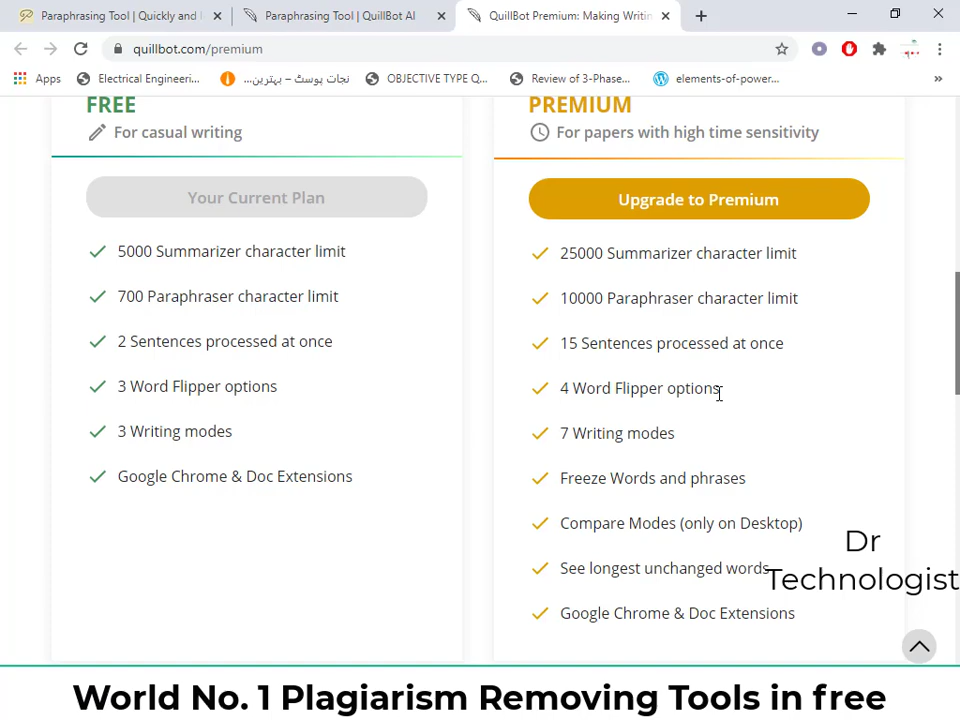 Paraphrasing Tool | Quickly and
Paraphrasing Tool | QuillBot AI
QuillBot Premium: Making Writin
quillbot.com/premium
Apps
Electrical Engineeri...
نجات پوسٹ – بہترین...
OBJECTIVE TYPE Q...
Review of 3-Phase...
elements-of-power...
»
FREE
For casual writing
Your Current Plan
5000 Summarizer character limit
700 Paraphraser character limit
2 Sentences processed at once
3 Word Flipper options
3 Writing modes
Google Chrome & Doc Extensions
PREMIUM
For papers with high time sensitivity
Upgrade to Premium
25000 Summarizer character limit
10000 Paraphraser character limit
15 Sentences processed at once
4 Word Flipper options
7 Writing modes
Freeze Words and phrases
Compare Modes (only on Desktop)
See longest unchanged words
Google Chrome & Doc Extensions
Dr
Technologist
World No. 1 Plagiarism Removing Tools in free